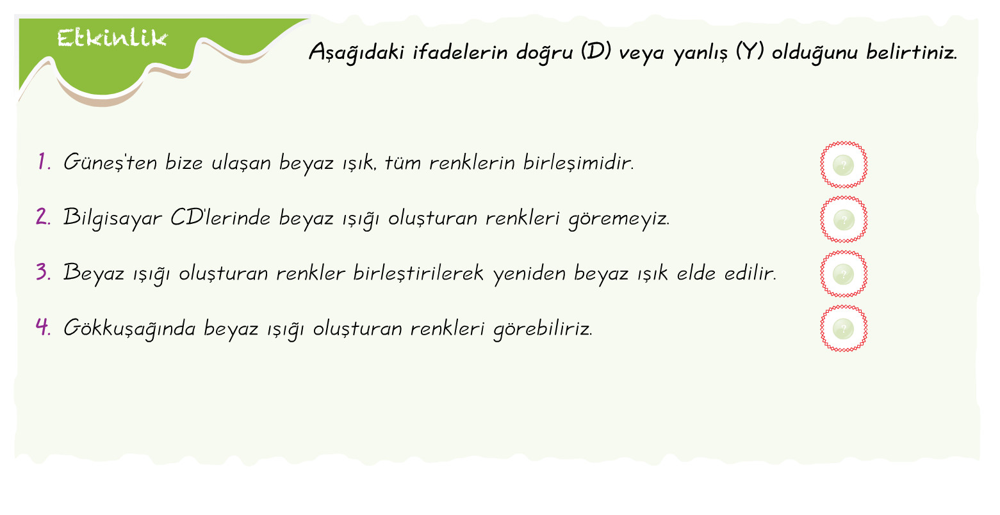 Etkinlik
Aşağıdaki ifadelerin doğru (D) veya yanlış (Y) olduğunu belirtiniz.
1. Güneş'ten bize ulaşan beyaz ışık, tüm renklerin birleşimidir.
?
2. Bilgisayar CD'lerinde beyaz ışığı oluşturan renkleri göremeyiz.
?
3. Beyaz ışığı oluşturan renkler birleştirilerek yeniden beyaz ışık elde edilir.
?
4. Gökkuşağında beyaz ışığı oluşturan renkleri görebiliriz.
?